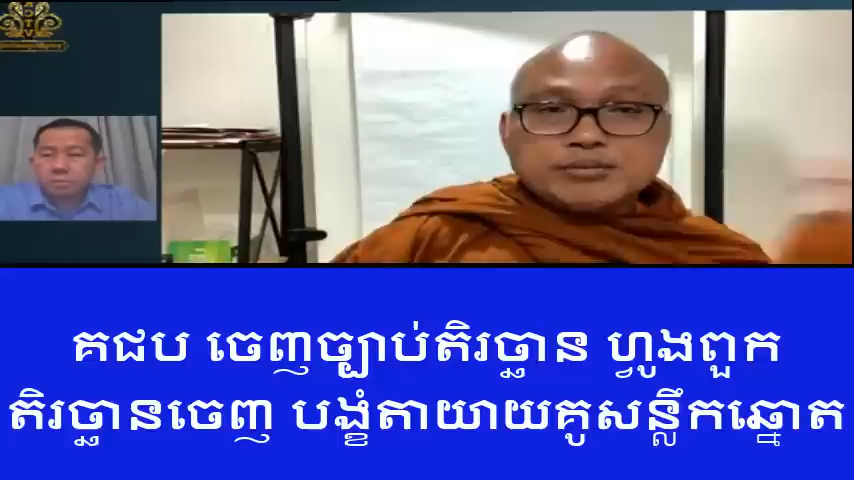 ADTV
គជប ចេញច្បាប់តិរច្ឆាន ហ្វូងពួក
តិរច្ឆានចេញ បង្ខំតាយាយគូសន្លឹកឆ្នោត